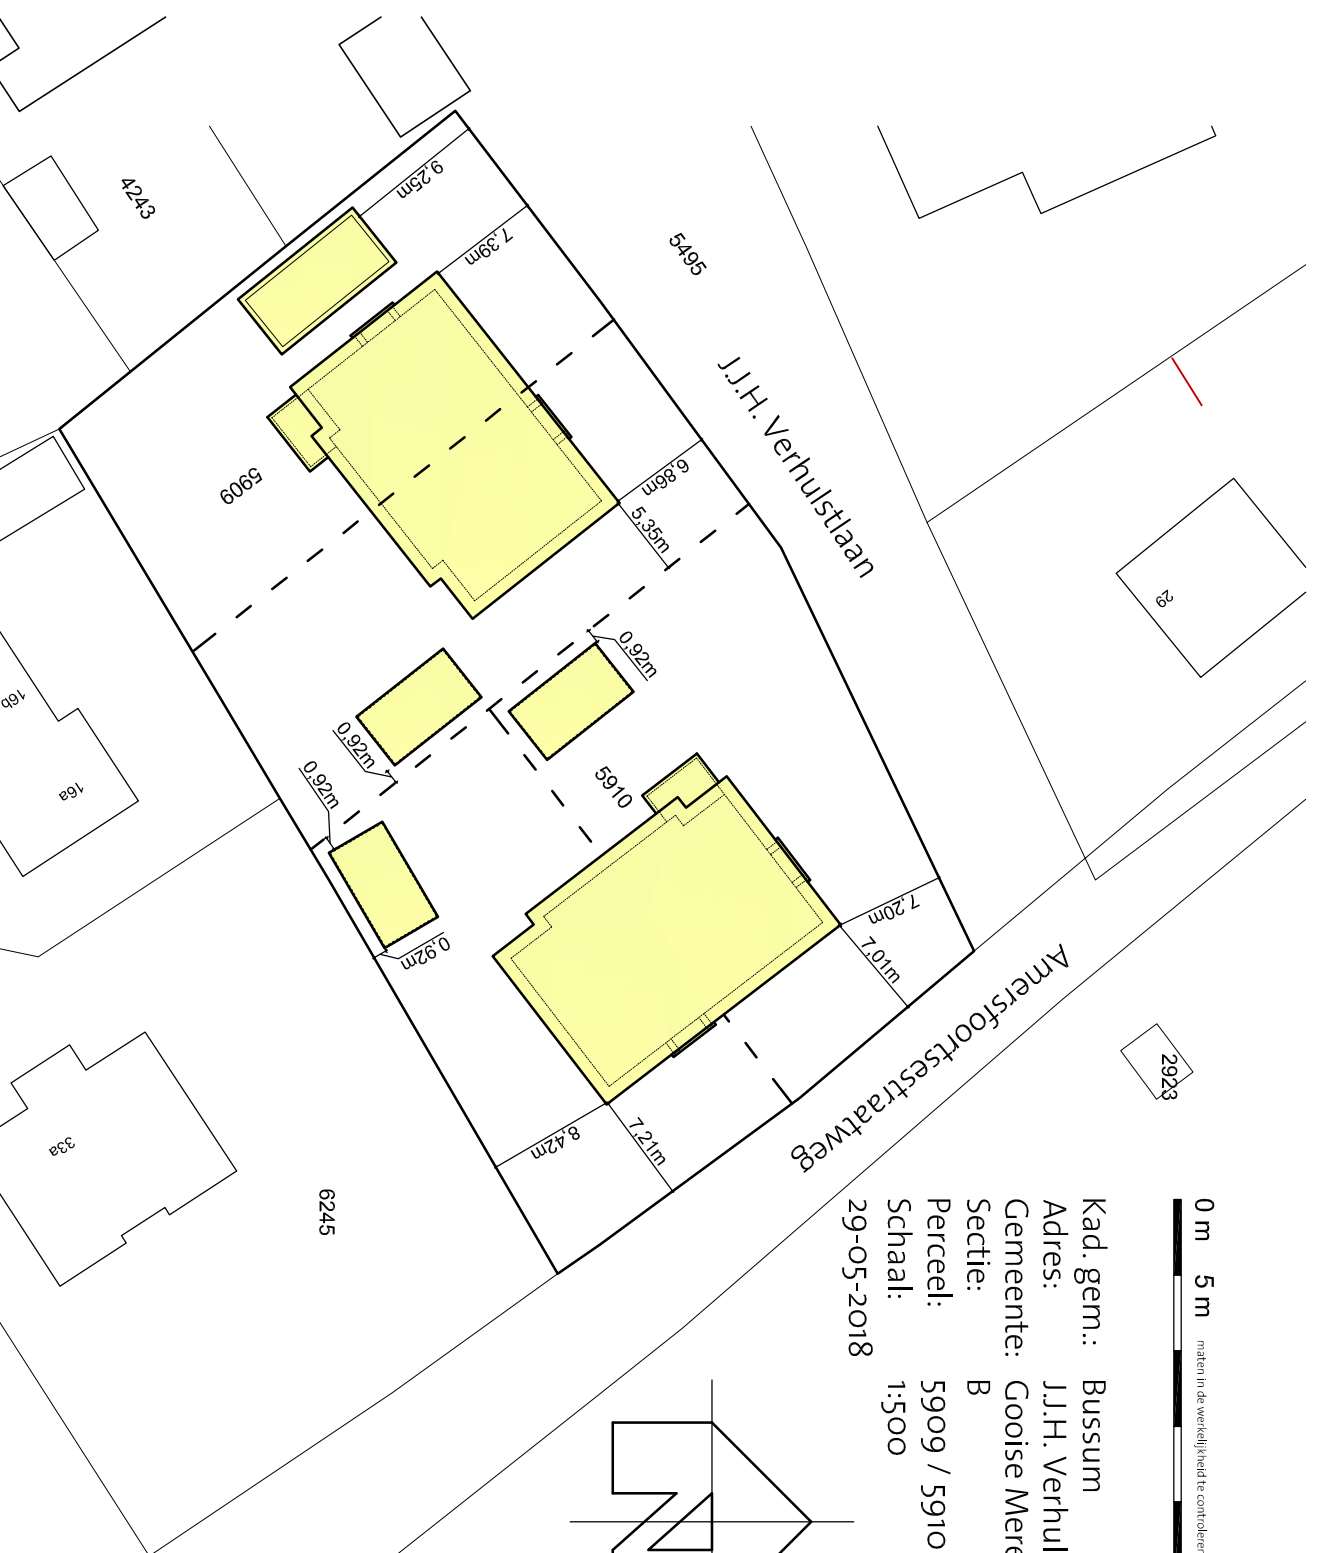 4243
9,25m
7,39m
5495
J.J.H. Verhulstlaan
5909
6,86m
5,35m
29
0,92m
0,92m
0,92m
0,92m
5910
16b
16a
7,20m
7,01m
Amersfoortsestraatweg
2923
8,42m
7,21m
33a
6245
0 m 5 m
maten in de werkelijkheid te controleren
Kad. gem.: Bussum
Adres: J.J.H. Verhul
Gemeente: Gooise Mere
Sectie: B
Perceel: 5909 / 5910
Schaal: 1:500
29-05-2018